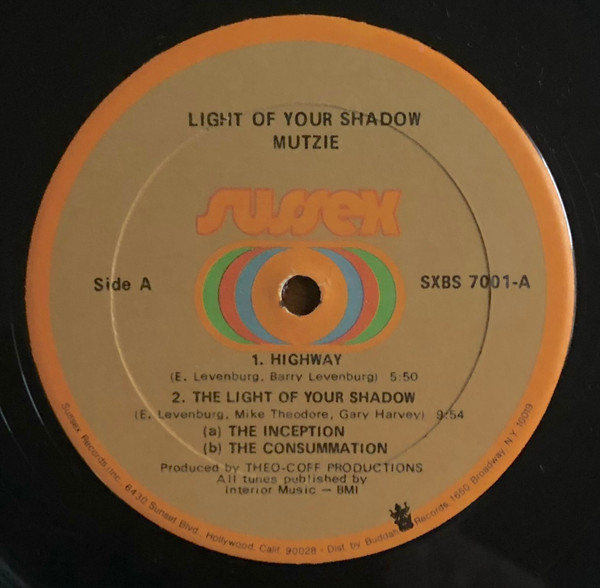 LIGHT OF YOUR SHADOW
MUTZIE
sussex
Side A
SXBS 7001-A
1. HIGHWAY
(E. Levenburg, Barry Levenburg) 5:50
2. THE LIGHT OF YOUR SHADOW
(E. Levenburg, Mike Theodore, Gary Harvey) 9:54
(a) THE INCEPTION
(b) THE CONSUMMATION
Produced by THEO-COFF PRODUCTIONS
All tunes published by
Interior Music — BMI
Sussex Records, Inc., 6430 Sunset Blvd., Hollywood, Calif. 90028 - Dist. by Buddah Records, 1650 Broadway, N.Y. 10019